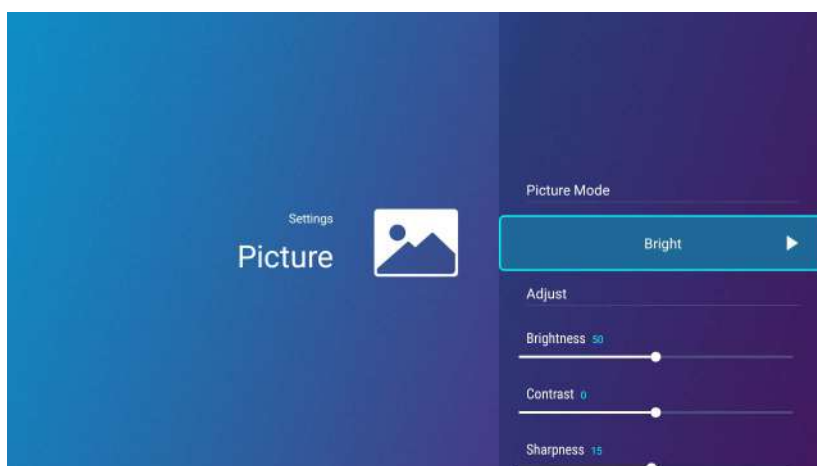 Settings
Picture
Picture Mode
Bright
Adjust
Brightness 50
Contrast 0
Sharpness 15